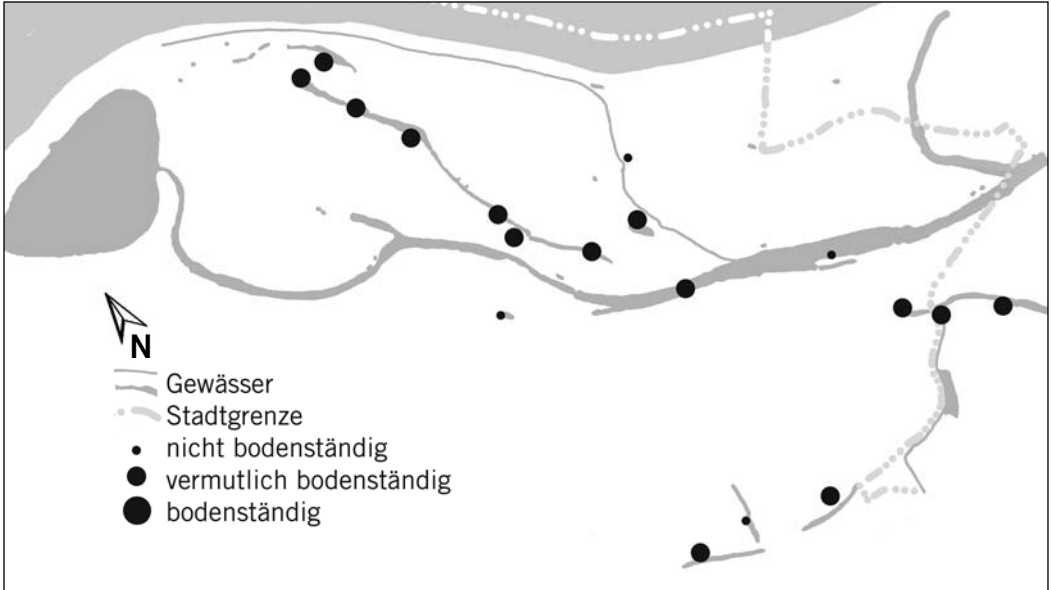 N
Gewässer
Stadtgrenze
nicht bodenständig
vermutlich bodenständig
bodenständig